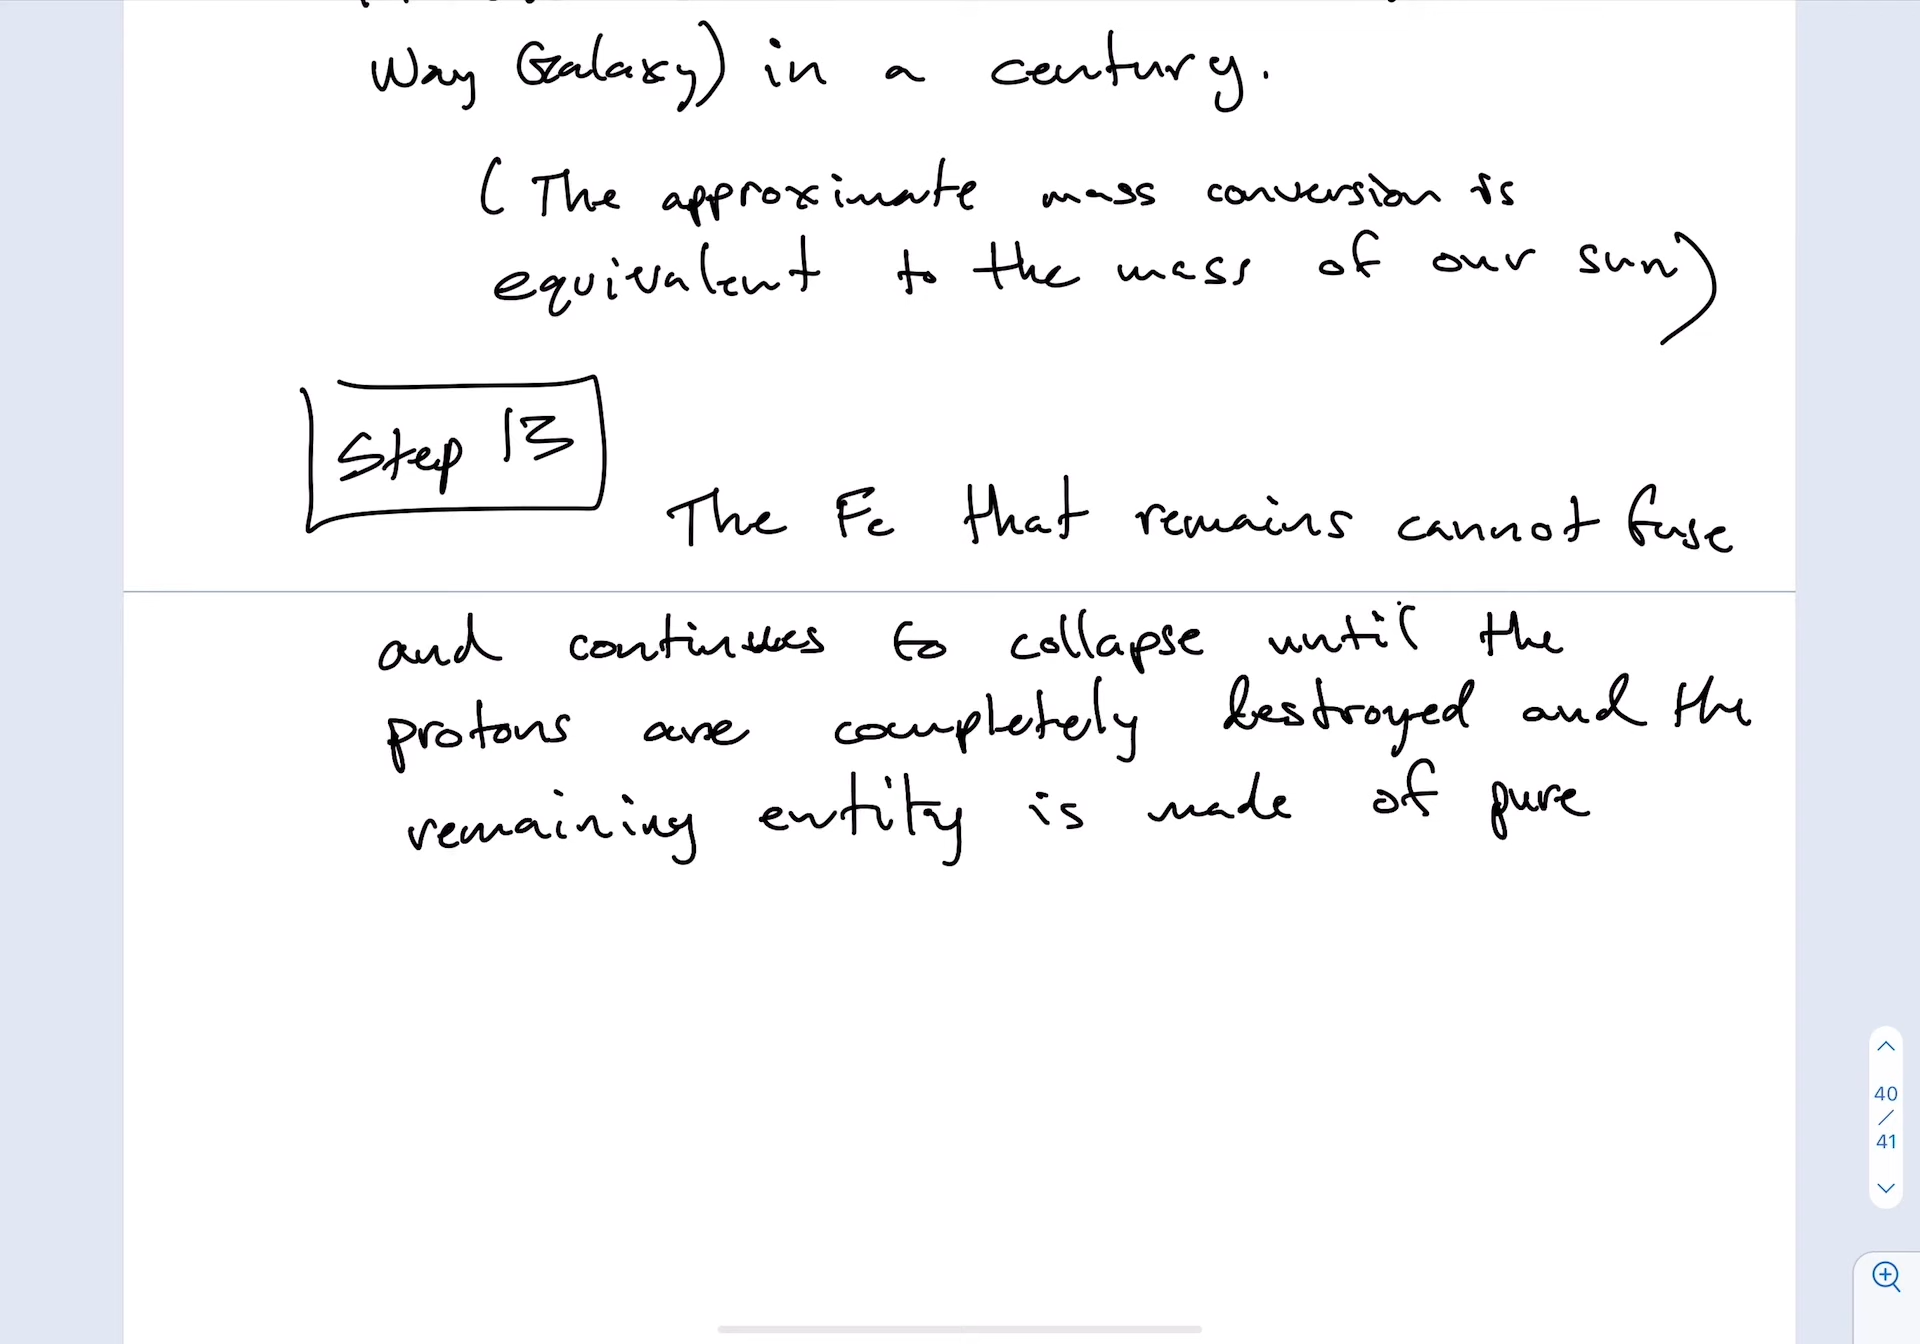 Way Galaxy) in a century.
(The approximate mass conversion is
equivalent to the mass of our sun)
Step 13
The Fe that remains cannot fuse
and continues to collapse until the
protons are completely destroyed and the
remaining entity is made of pure
40
/
41